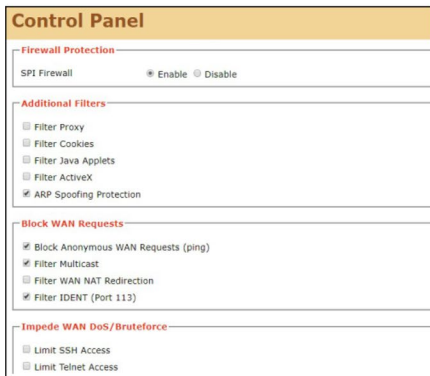 Control Panel
Firewall Protection
SPI Firewall Enable Disable
Additional Filters
Filter Proxy
Filter Cookies
Filter Java Applets
Filter ActiveX
ARP Spoofing Protection
Block WAN Requests
Block Anonymous WAN Requests (ping)
Filter Multicast
Filter WAN NAT Redirection
Filter IDENT (Port 113)
Impede WAN DoS/Bruteforce
Limit SSH Access
Limit Telnet Access